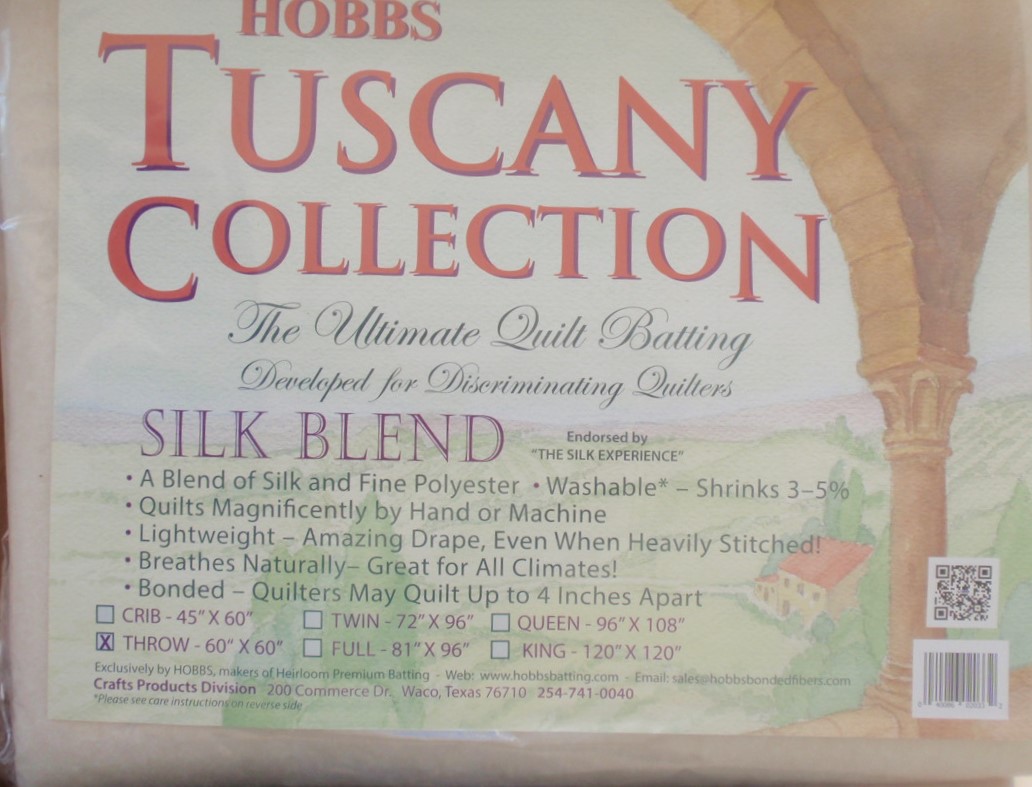 HOBBS
TUSCANY
COLLECTION
The Ultimate Quilt Batting
Developed for Discriminating Quilters
SILK BLEND
Endorsed by
"THE SILK EXPERIENCE"
• A Blend of Silk and Fine Polyester • Washable* – Shrinks 3–5%
• Quilts Magnificently by Hand or Machine
• Lightweight – Amazing Drape, Even When Heavily Stitched!
• Breathes Naturally– Great for All Climates!
• Bonded – Quilters May Quilt Up to 4 Inches Apart
CRIB - 45" X 60" TWIN - 72" X 96" QUEEN - 96" X 108"
X THROW - 60" X 60" FULL - 81" X 96" KING - 120" X 120"
Exclusively by HOBBS, makers of Heirloom Premium Batting - Web: www.hobbsbatting.com - Email: sales@hobbsbondedfibers.com
Crafts Products Division 200 Commerce Dr. Waco, Texas 76710 254-741-0040
*Please see care instructions on reverse side